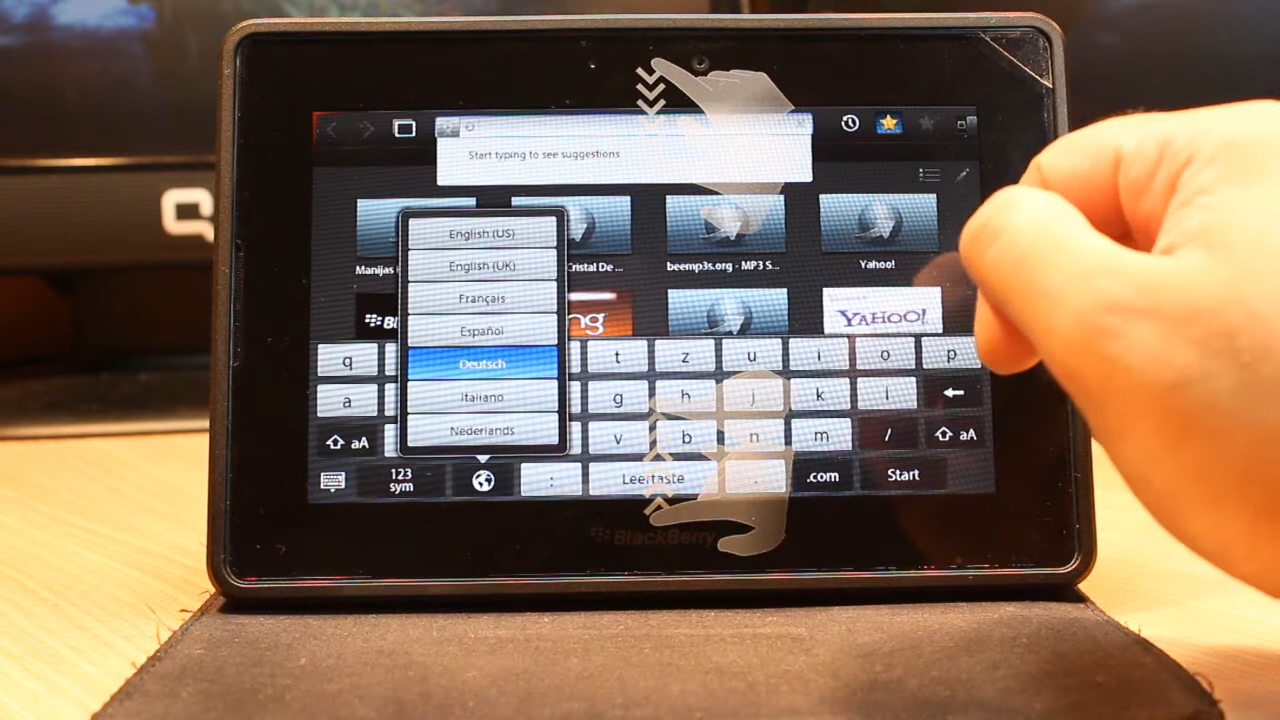 Start typing to see suggestions
Manijas
Cristal De ...
beemp3s.org - MP3 S...
Yahoo!
YAHOO!
English (US)
English (UK)
Français
Español
Deutsch
Italiano
Nederlands
q t z u i o p
a g h j k l
aA v b n m / aA
123
sym
: Leertaste . .com Start
BlackBerry